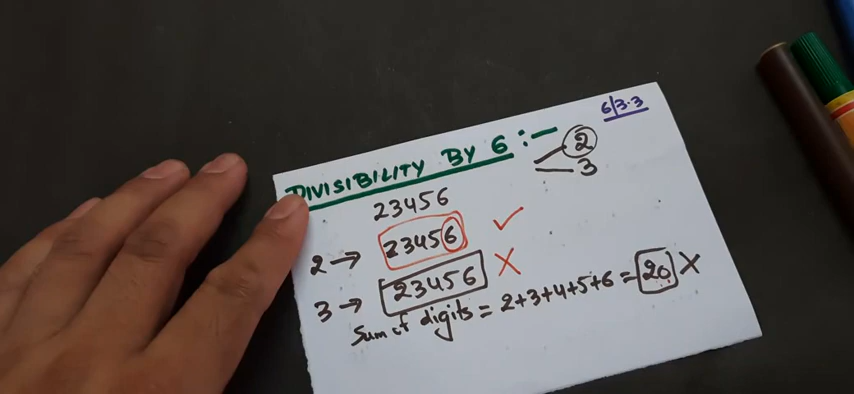 6/3.3
DIVISIBILITY BY 6 :-
2
3
23456
2 → 23456 ✓
3 → 23456 X
Sum of digits = 2+3+4+5+6 = 20 X